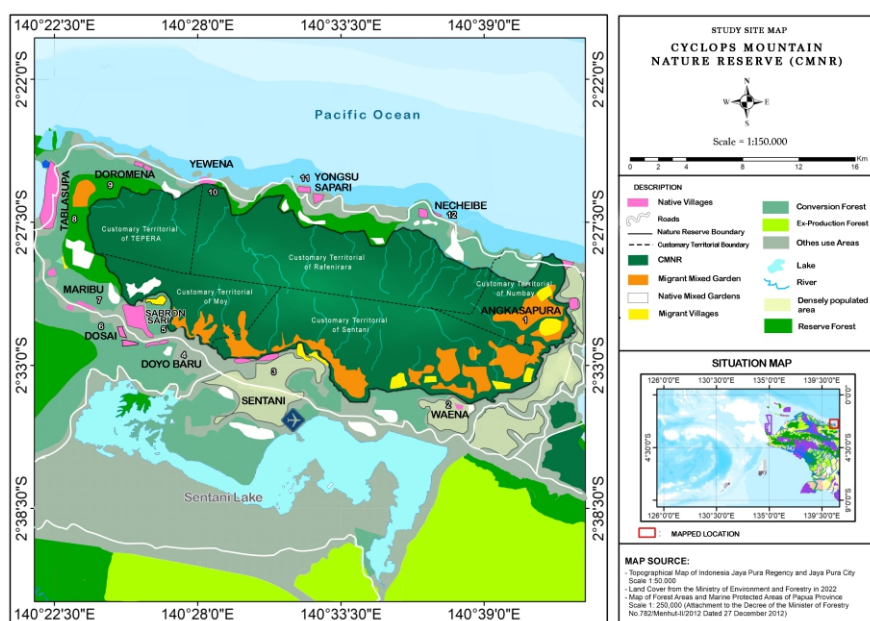 140°22'30"S
140°28'0"S
140°33'30"S
140°39'0"S
2°22'0"S
2°27'30"S
2°33'0"S
2°38'30"S
Pacific Ocean
YEWENA
DOROMENA
9
10
11
YONGSU
SAPARI
NECHEIBE
12
TABLASUPA
8
Customary Territorial
of TEPERA
Customary Territorial
of Rafenirara
Customary Territorial
of Moy
Customary Territorial
of Sentani
Customary Territorial
of Numbay
ANGKASAPURA
1
MARIBU
7
SABRON
SARI
5
6
DOSAI
4
DOYO BARU
3
SENTANI
2
WAENA
Sentani Lake
2°22'0"S
2°27'30"S
2°33'0"S
2°38'30"S
140°22'30"S
140°28'0"S
140°33'30"S
140°39'0"S
STUDY SITE MAP
CYCLOPS MOUNTAIN
NATURE RESERVE (CMNR)
N
W
E
S
Scale = 1:150.000
0
2
4
8
12
16
Km
DESCRIPTION
Native Villages
Roads
Nature Reserve Boundary
Customary Territorial Boundary
CMNR
Migrant Mixed Garden
Native Mixed Gardens
Migrant Villages
Conversion Forest
Ex-Production Forest
Othes use Areas
Lake
River
Densely populated
area
Reserve Forest
SITUATION MAP
126°0'0"S
130°30'0"S
135°0'0"S
139°30'0"S
0°0'0"S
4°30'0"S
9°0'0"S
4°30'0"S
126°0'0"S
130°30'0"S
135°0'0"S
139°30'0"S
: MAPPED LOCATION
MAP SOURCE:
- Topographical Map of Indonesia Jaya Pura Regency and Jaya Pura City
Scale 1:50.000
- Land Cover from the Ministry of Environment and Forestry in 2022
- Map of Forest Areas and Marine Protected Areas of Papua Province
Scale 1: 250,000 (Attachment to the Decree of the Minister of Forestry
No.782/Menhut-II/2012 Dated 27 December 2012)